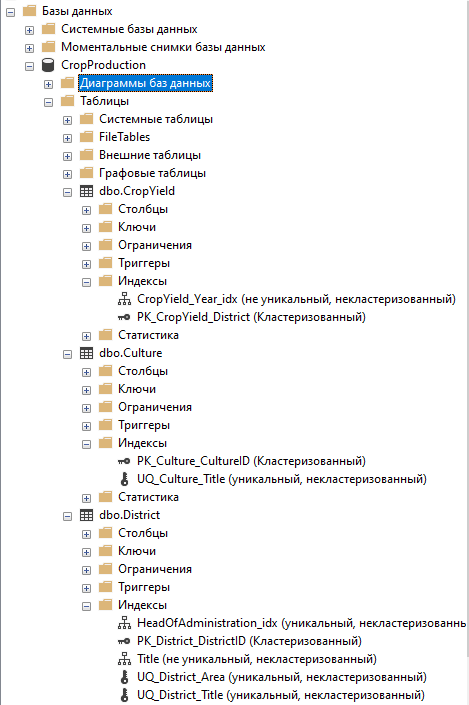 Базы данных
Системные базы данных
Моментальные снимки базы данных
CropProduction
Диаграммы баз данных
Таблицы
Системные таблицы
FileTables
Внешние таблицы
Графовые таблицы
dbo.CropYield
Столбцы
Ключи
Ограничения
Триггеры
Индексы
CropYield_Year_idx (не уникальный, некластеризованный)
PK_CropYield_District (Кластеризованный)
Статистика
dbo.Culture
Столбцы
Ключи
Ограничения
Триггеры
Индексы
PK_Culture_CultureID (Кластеризованный)
UQ_Culture_Title (уникальный, некластеризованный)
Статистика
dbo.District
Столбцы
Ключи
Ограничения
Триггеры
Индексы
HeadOfAdministration_idx (уникальный, некластеризованнь
PK_District_DistrictID (Кластеризованный)
Title (не уникальный, некластеризованный)
UQ_District_Area (уникальный, некластеризованный)
UQ_District_Title (уникальный, некластеризованный)